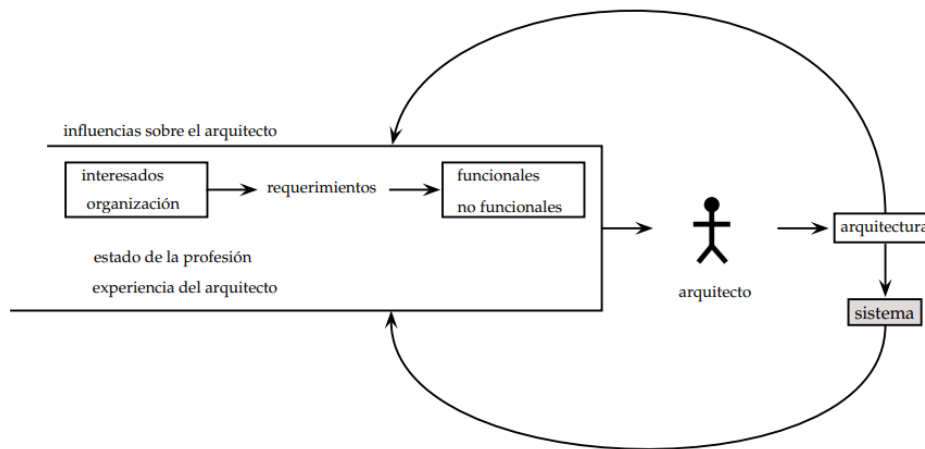 influencias sobre el arquitecto
interesados
organización
requerimientos
funcionales
no funcionales
estado de la profesión
experiencia del arquitecto
arquitecto
arquitectura
sistema